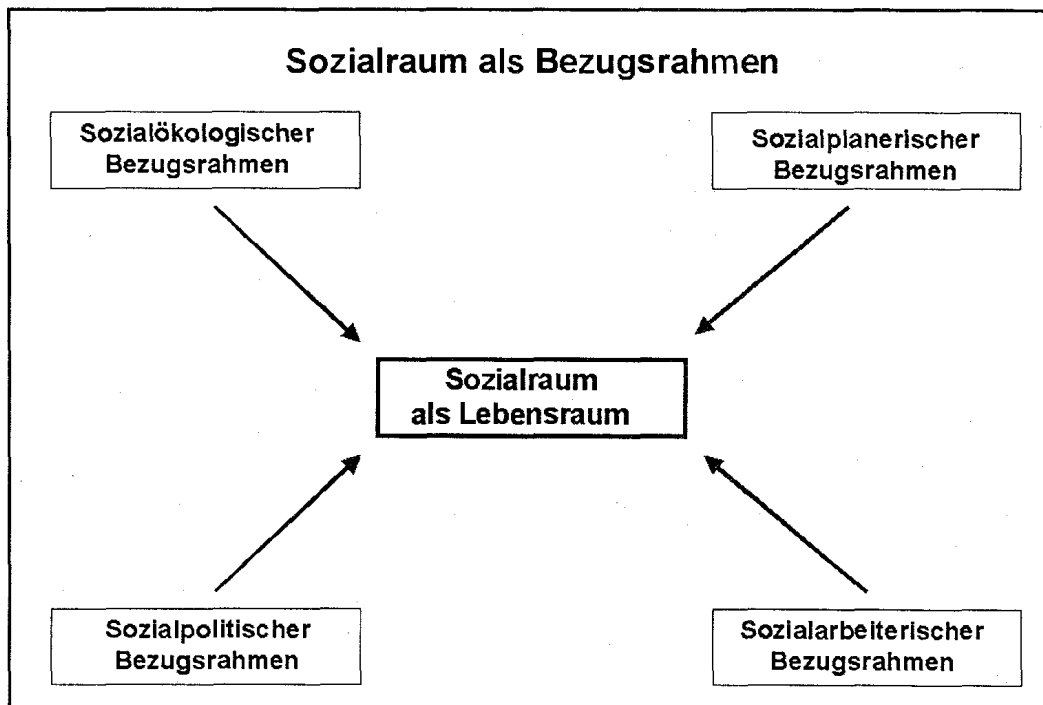 Sozialraum als Bezugsrahmen
Sozialökologischer
Bezugsrahmen
Sozialplanerischer
Bezugsrahmen
Sozialraum
als Lebensraum
Sozialpolitischer
Bezugsrahmen
Sozialarbeiterischer
Bezugsrahmen